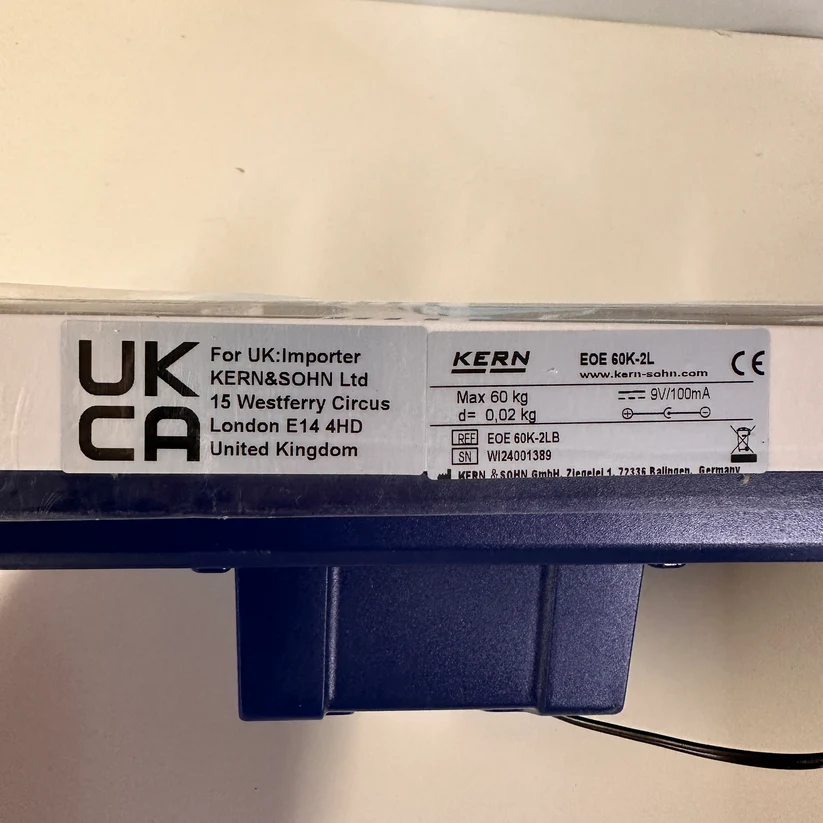 UK
CA
For UK:Importer
KERN&SOHN Ltd
15 Westferry Circus
London E14 4HD
United Kingdom
KERN
EOE 60K-2L
www.kern-sohn.com
CE
Max 60 kg
d= 0,02 kg
9V/100mA
REF EOE 60K-2LB
SN WI24001389
KERN & SOHN GmbH, Ziegelei 1, 72336 Balingen, Germany